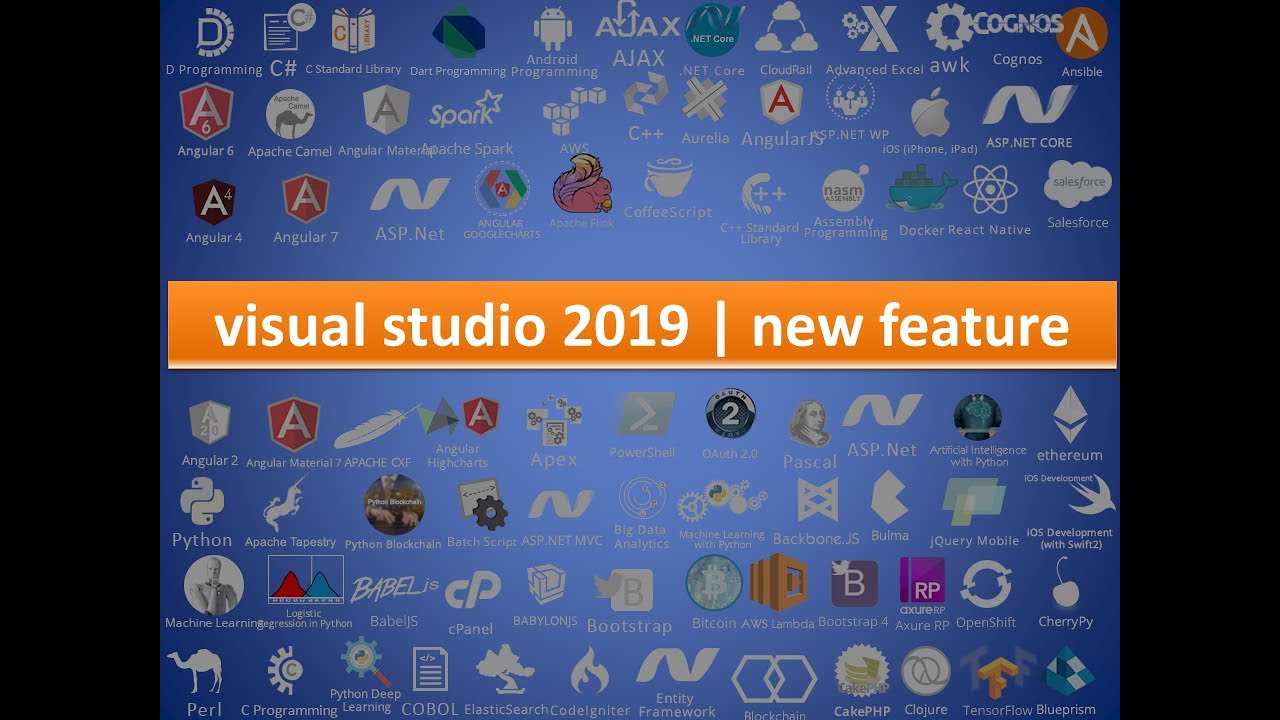 C#
COGNOS
D Programming
C#
C Standard Library
LIBRARY
Dart Programming
Android
Programming
AJAX
AJAX
.NET Core
.NET Core
CloudRail
Advanced Excel
awk
Cognos
Ansible
Angular 6
Apache Camel
Apache
Camel
Angular Material
Spark
Apache Spark
AWS
C++
Aurelia
AngularJS
ASP.NET WP
iOS (iPhone, iPad)
ASP.NET CORE
Angular 4
Angular 7
ASP.Net
ANGULAR
GOOGLECHARTS
Apache Flink
CoffeeScript
C++ Standard
Library
nasm
ASSEMBLY
Assembly
Programming
Docker
React Native
salesforce
Salesforce
visual studio 2019 | new feature
Angular 2
Angular Material 7
APACHE CXF
Angular
Highcharts
Apex
PowerShell
OAUTH
2
OAuth 2.0
Pascal
ASP.Net
Artificial Intelligence
with Python
ethereum
Python
Apache Tapestry
Python Blockchain
Python Blockchain
Batch Script
ASP.NET MVC
Big Data
Analytics
Machine Learning
with Python
Backbone.JS
Bulma
jQuery Mobile
IOS Development
iOS Development
(with Swift2)
Machine Learning
Logistic
Regression in Python
BABELjs
BabelJS
cP
cPanel
BABYLONJS
B
Bootstrap
Bitcoin
AWS Lambda
B
Bootstrap 4
RP
axure RP
Axure RP
OpenShift
CherryPy
Perl
C Programming
Python Deep
Learning
COBOL
ElasticSearch
CodeIgniter
Entity
Framework
Blockchain
CakePHP
CakePHP
Clojure
TensorFlow
Blueprism